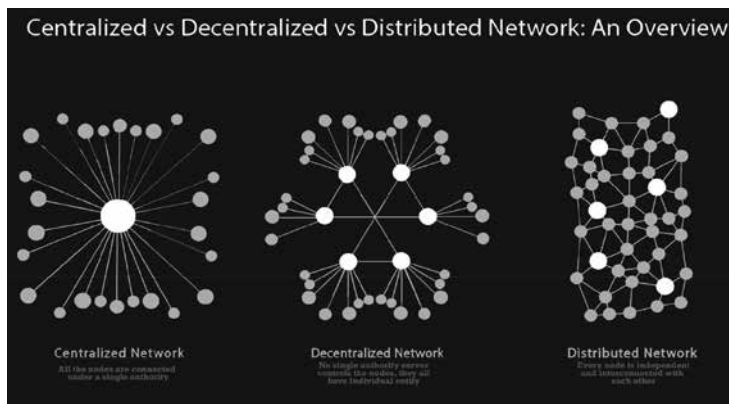 Centralized vs Decentralized vs Distributed Network: An Overview
Centralized Network
All the nodes are connected
under a single authority
Decentralized Network
No single authority server
controls the nodes, they all
have individual entity
Distributed Network
Every node is independent
and interconnected with
each other